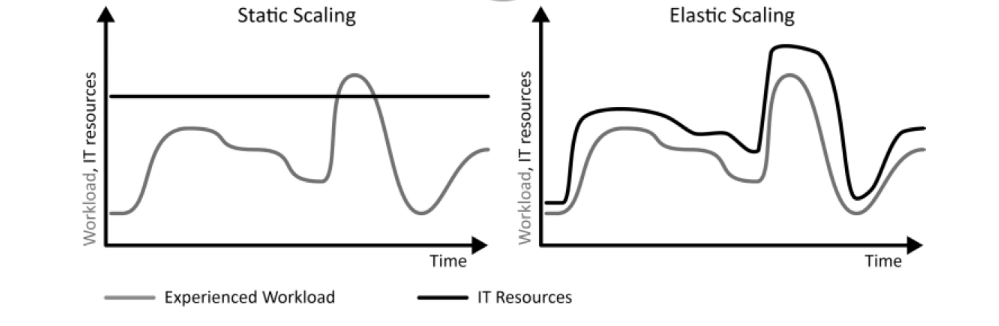 Static Scaling
Workload, IT resources
Time
Elastic Scaling
Workload, IT resources
Time
Experienced Workload
IT Resources